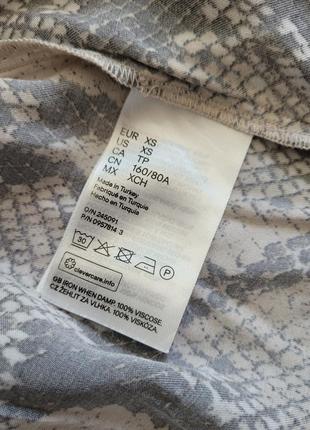 EUR XS
US XS
CA TP
CN 160/80A
MX XCH
Made in Turkey
Fabriqué en Turquie
Hecho en Turquía
O/N 245091
P/N 0957814 3
30 P
clevercare.info
GB IRON WHEN DAMP. 100% VISCOSE.
CZ ŽEHLIT ZA VLHKA. 100% VISKÓZA.